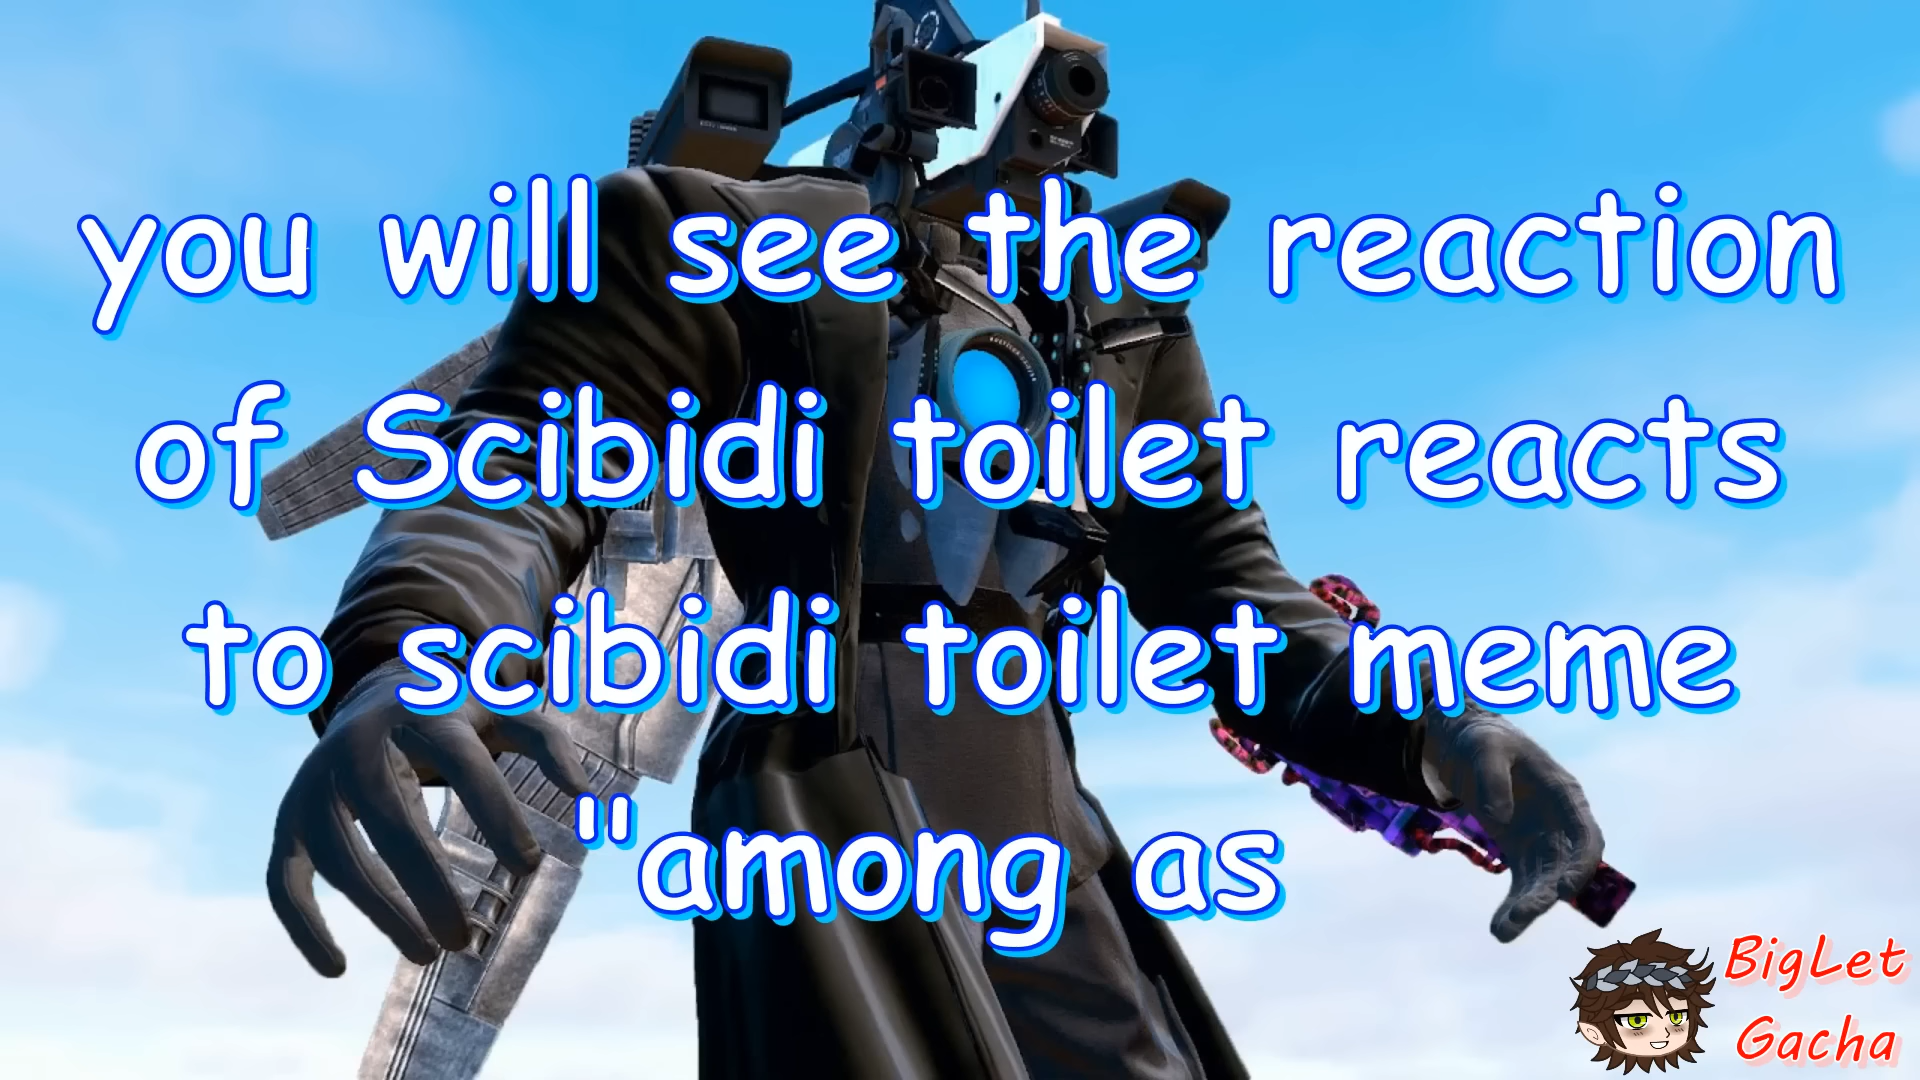 you will see the reaction
of Scibidi toilet reacts
to scibidi toilet meme
"among as
BigLet
Gacha